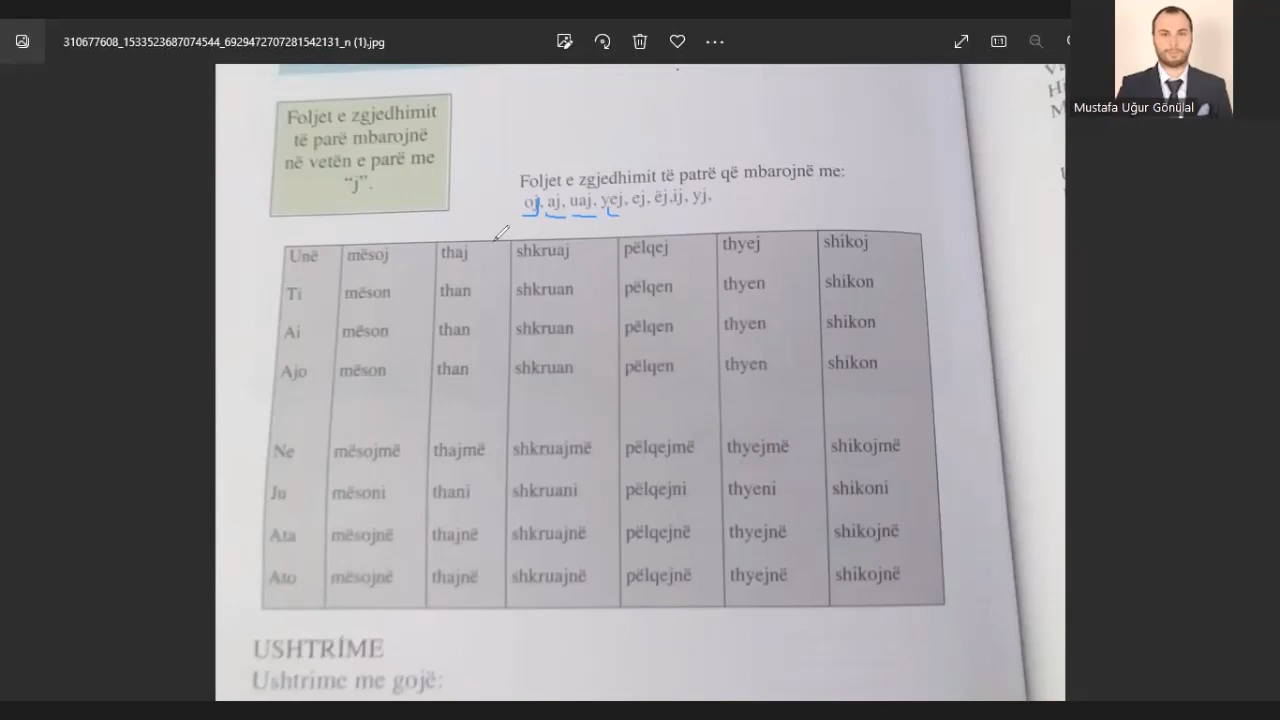 310677608_1533523687074544_6929472707281542131_n (1).jpg
Mustafa Uğur Gönülal
Foljet e zgjedhimit
të parë mbarojnë
në vetën e parë me
“j”.
Foljet e zgjedhimit të patrë që mbarojnë me:
oj, aj, uaj, yej, ej, ëj,ij, yj,
Unë mësoj thaj shkruaj pëlqej thyej shikoj
Ti mëson than shkruan pëlqen thyen shikon
Ai mëson than shkruan pëlqen thyen shikon
Ajo mëson than shkruan pëlqen thyen shikon
Ne mësojmë thajmë shkruajmë pëlqejmë thyejmë shikojmë
Ju mësoni thani shkruani pëlqejni thyeni shikoni
Ata mësojnë thajnë shkruajnë pëlqejnë thyejnë shikojnë
Ato mësojnë thajnë shkruajnë pëlqejnë thyejnë shikojnë
USHTRİME
Ushtrime me gojë: